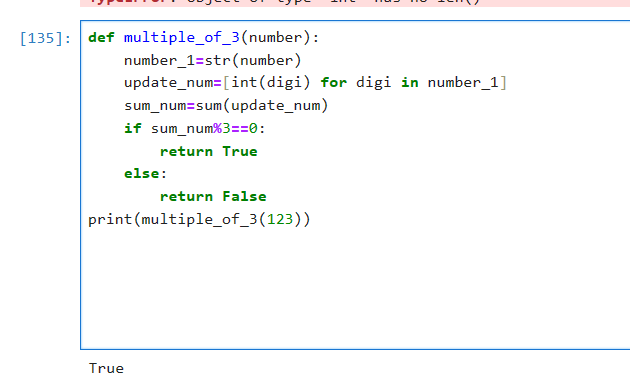 TypeError: object of type 'int' has no len()
[135]: def multiple_of_3(number):
    number_1=str(number)
    update_num=[int(digi) for digi in number_1]
    sum_num=sum(update_num)
    if sum_num%3==0:
        return True
    else:
        return False
print(multiple_of_3(123))
True